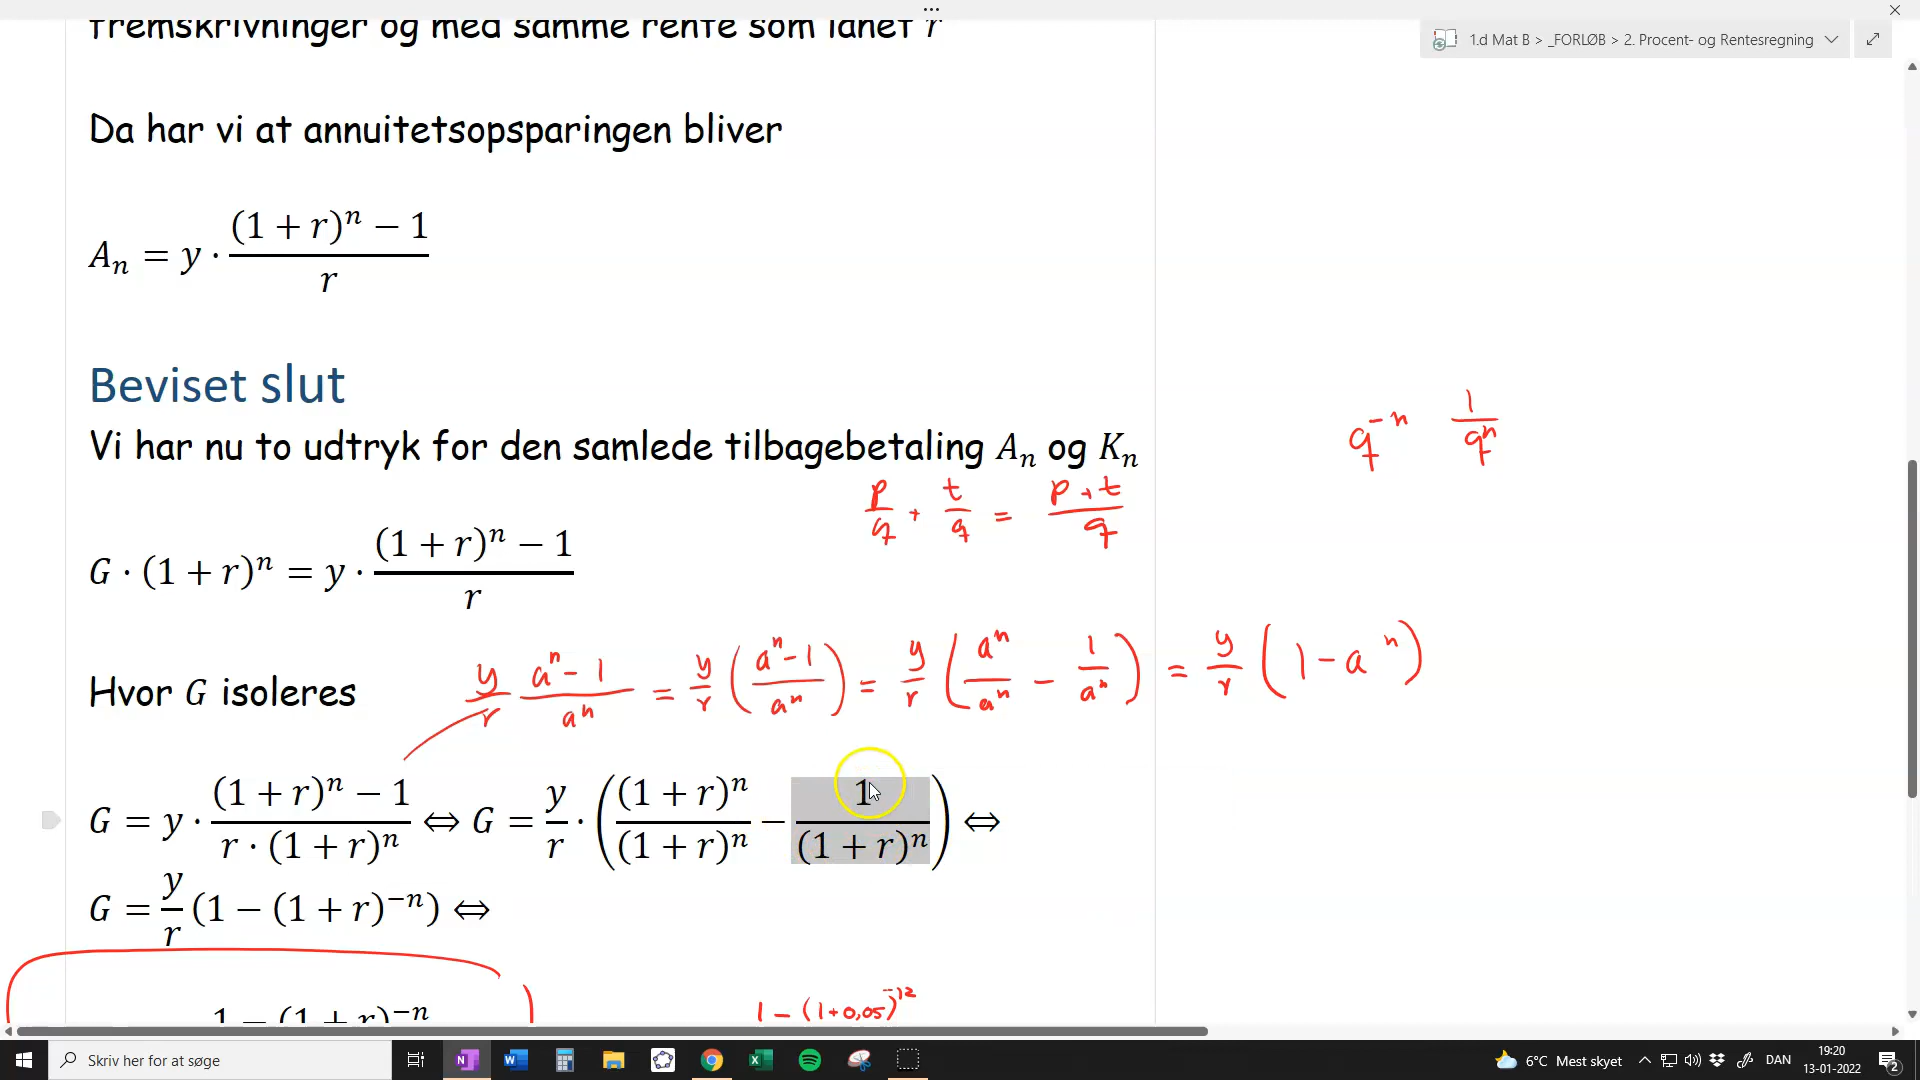 fremskrivninger og med samme rente som lånet r
1.d Mat B > _FORLØB > 2. Procent- og Rentesregning
Da har vi at annuitetsopsparingen bliver
A_n = y · ((1 + r)^n − 1)/r
Beviset slut
q^-n 1/q^n
Vi har nu to udtryk for den samlede tilbagebetaling A_n og K_n
p/q + t/q = (p + t)/q
G · (1 + r)^n = y · ((1 + r)^n − 1)/r
Hvor G isoleres
y/r (a^n - 1)/a^n = y/r ((a^n - 1)/a^n) = y/r (a^n/a^n - 1/a^n) = y/r (1 - a^n)
G = y · ((1 + r)^n − 1)/(r · (1 + r)^n) ⇔ G = y/r · ((1 + r)^n/(1 + r)^n − 1/(1 + r)^n) ⇔
G = y/r (1 − (1 + r)^−n) ⇔
1 − (1 + r)^−n
1 - (1+0,05)^-12
Skriv her for at søge
6°C Mest skyet
DAN
19:20
13-01-2022
2